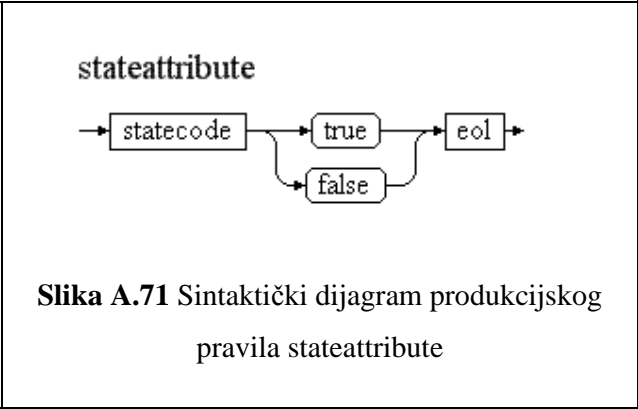 stateattribute
statecode true eol
false
Slika A.71 Sintaktički dijagram produkcijskog
pravila stateattribute